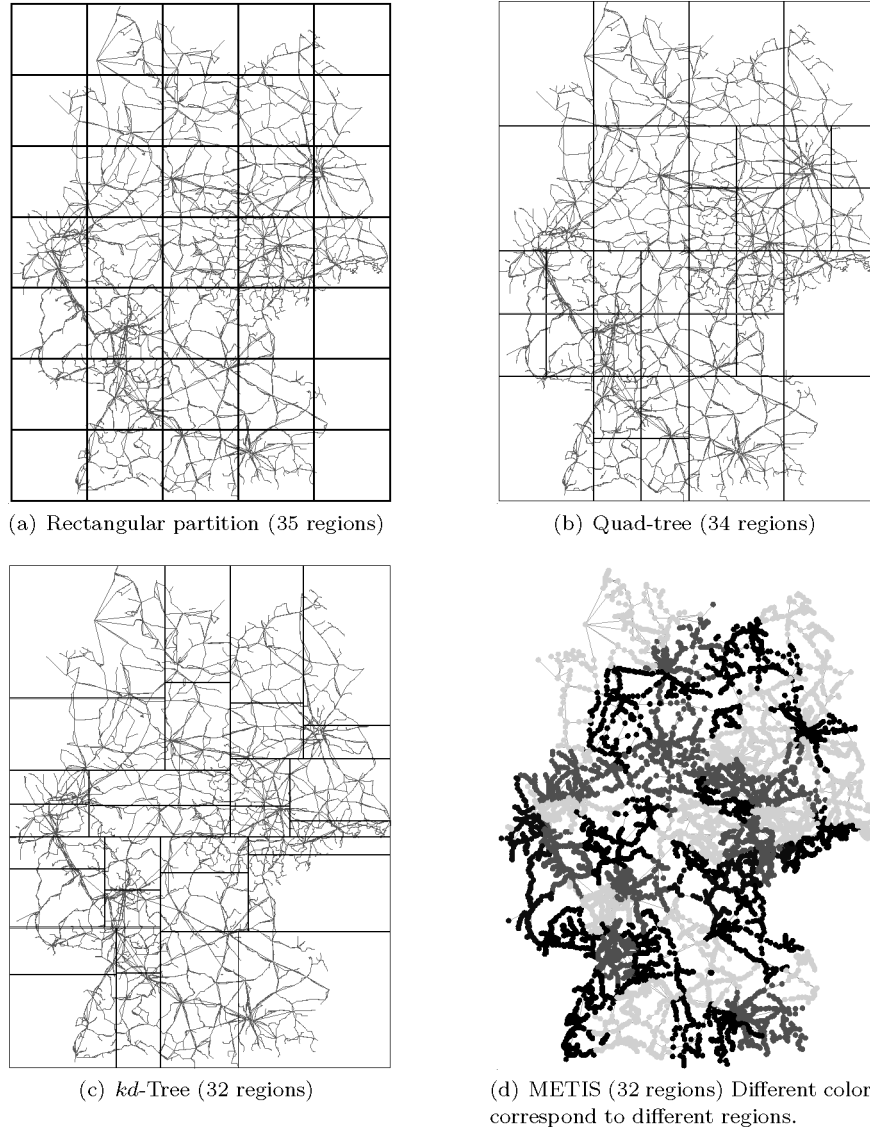 (a) Rectangular partition (35 regions)
(b) Quad-tree (34 regions)
(c) kd-Tree (32 regions)
(d) METIS (32 regions) Different color
correspond to different regions.